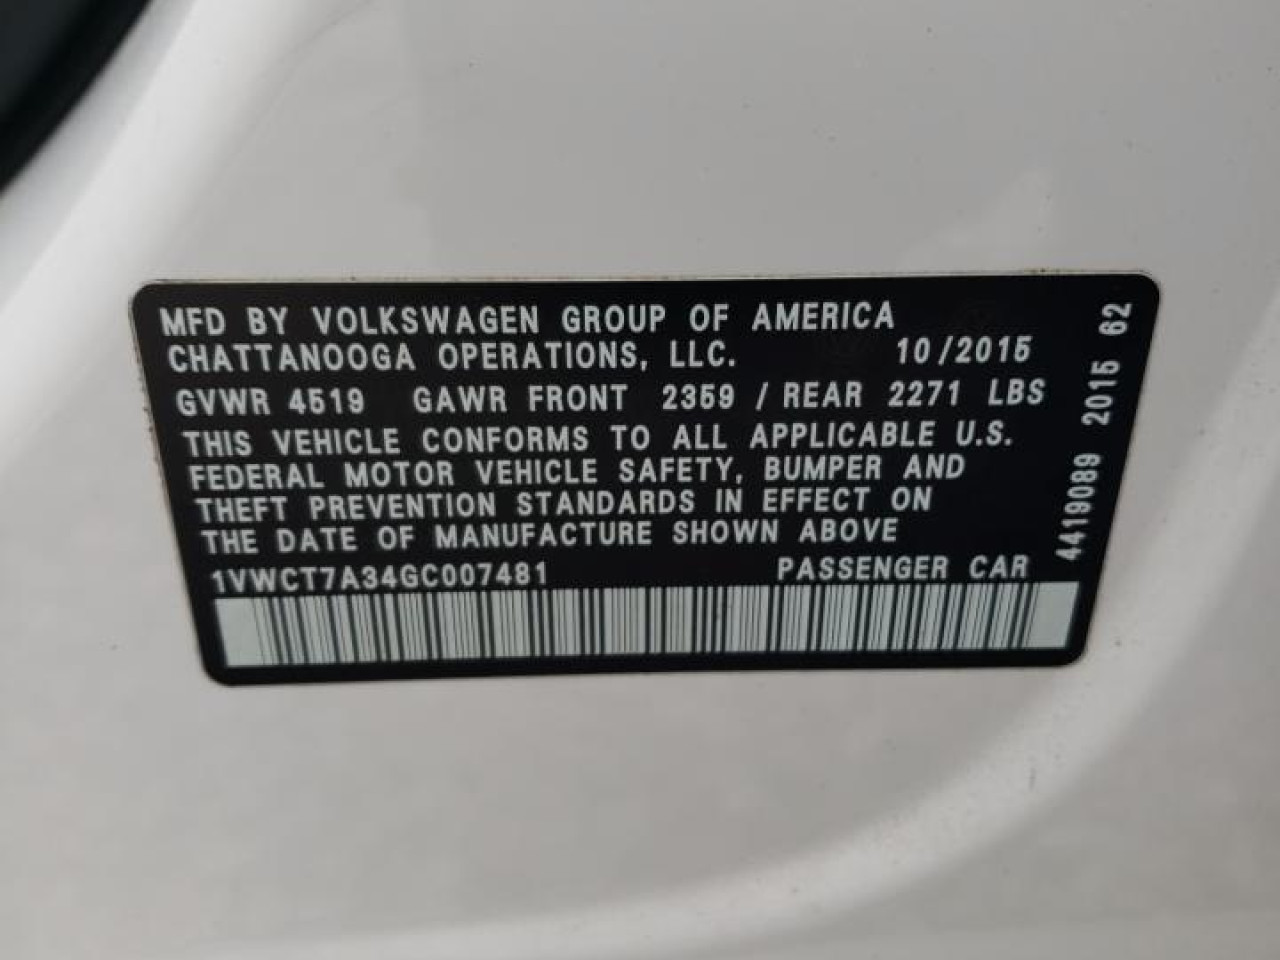 MFD BY VOLKSWAGEN GROUP OF AMERICA
CHATTANOOGA OPERATIONS, LLC. 10/2015
GVWR 4519 GAWR FRONT 2359 / REAR 2271 LBS
THIS VEHICLE CONFORMS TO ALL APPLICABLE U.S.
FEDERAL MOTOR VEHICLE SAFETY, BUMPER AND
THEFT PREVENTION STANDARDS IN EFFECT ON
THE DATE OF MANUFACTURE SHOWN ABOVE
1VWCT7A34GC007481 PASSENGER CAR
4419089 2015 62